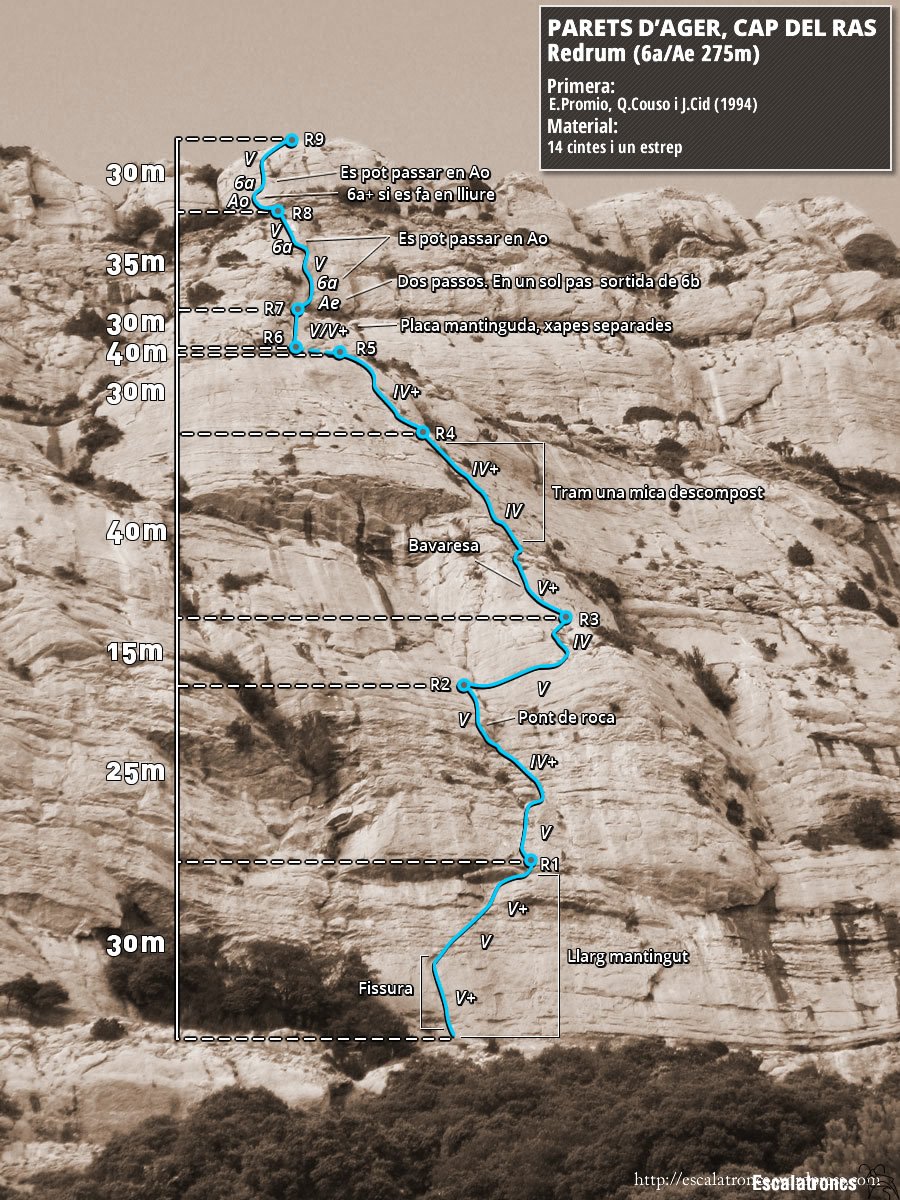 PARETS D'AGER, CAP DEL RAS
Redrum (6a/Ae 275m)
Primera:
E.Promio, Q.Couso i J.Cid (1994)
Material:
14 cintes i un estrep
R9
V
30m
Es pot passar en Ao
6a
6a+ si es fa en lliure
Ao
R8
V
6a
Es pot passar en Ao
35m
V
6a
Dos passos. En un sol pas sortida de 6b
Ae
R7
30m
V/V+
Placa mantinguda, xapes separades
R6
40m
R5
30m
IV+
R4
IV+
Tram una mica descompost
IV
40m
Bavaresa
V+
R3
IV
15m
R2
V
V
Pont de roca
IV+
25m
V
R1
V+
V
30m
Llarg mantingut
Fissura
V+
Escalatroncs